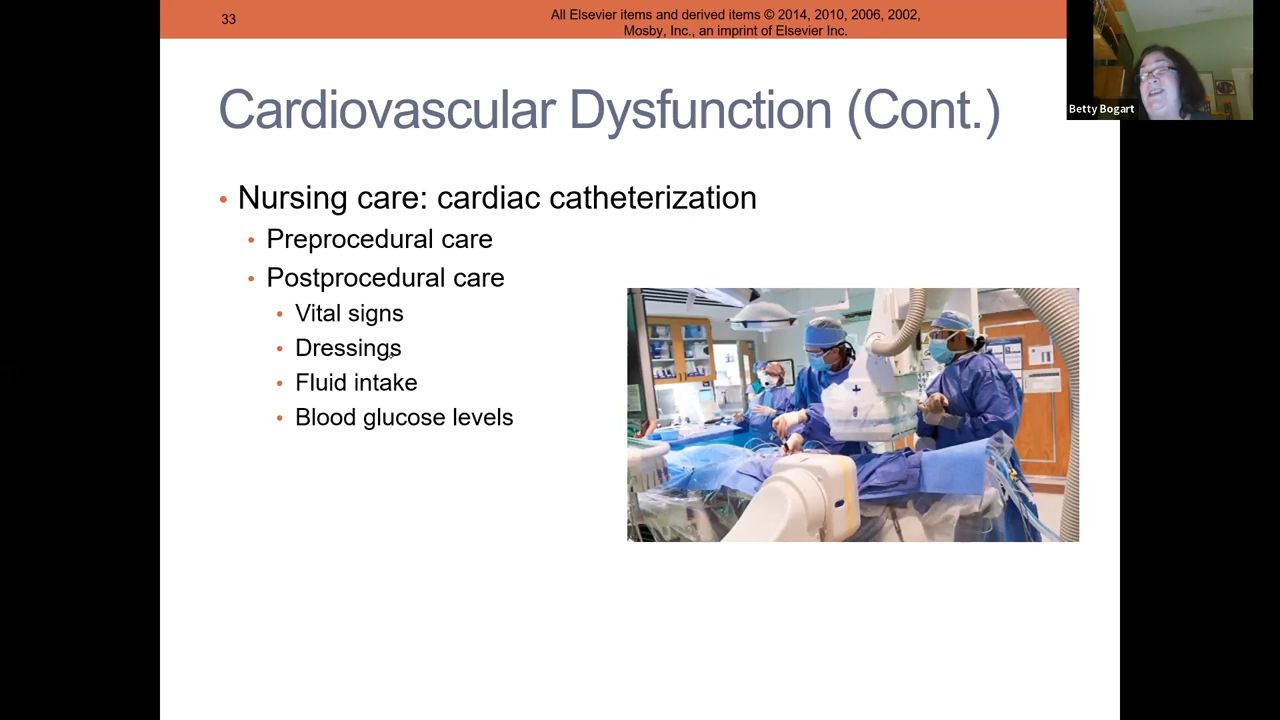 33
All Elsevier items and derived items © 2014, 2010, 2006, 2002,
Mosby, Inc., an imprint of Elsevier Inc.
Betty Bogart
Cardiovascular Dysfunction (Cont.)
• Nursing care: cardiac catheterization
• Preprocedural care
• Postprocedural care
• Vital signs
• Dressings
• Fluid intake
• Blood glucose levels